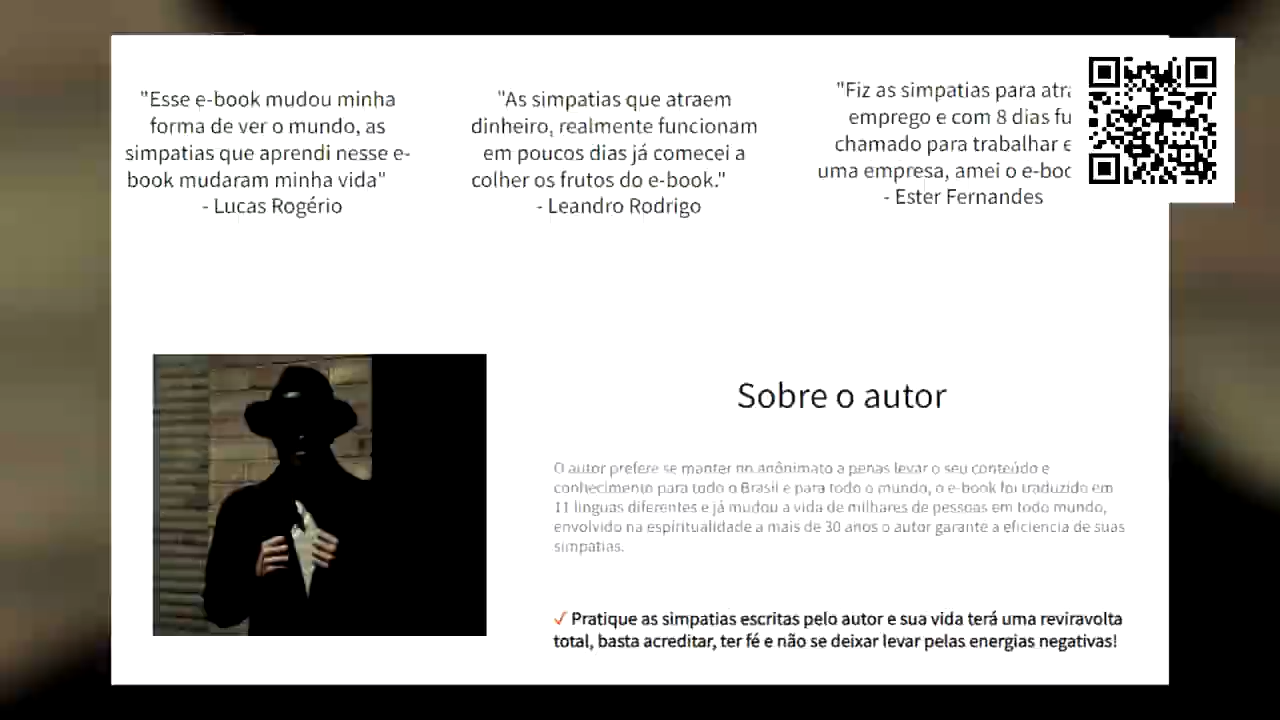 "Esse e-book mudou minha
forma de ver o mundo, as
simpatias que aprendi nesse e-
book mudaram minha vida"
- Lucas Rogério
"As simpatias que atraem
dinheiro, realmente funcionam
em poucos dias já comecei a
colher os frutos do e-book."
- Leandro Rodrigo
"Fiz as simpatias para
emprego e com 8 dias
chamado para trabalhar
uma empresa, amei o
- Ester Fernandes
Sobre o autor
O autor prefere se manter no anônimato a penas levar o seu conteúdo e
conhecimento para todo o Brasil e para todo o mundo, o e-book foi traduzido em
11 linguas diferentes e já mudou a vida de milhares de pessoas em todo mundo,
envolvido na espiritualidade a mais de 30 anos o autor garante a eficiencia de suas
simpatias.
✓ Pratique as simpatias escritas pelo autor e sua vida terá uma reviravolta
total, basta acreditar, ter fé e não se deixar levar pelas energias negativas!